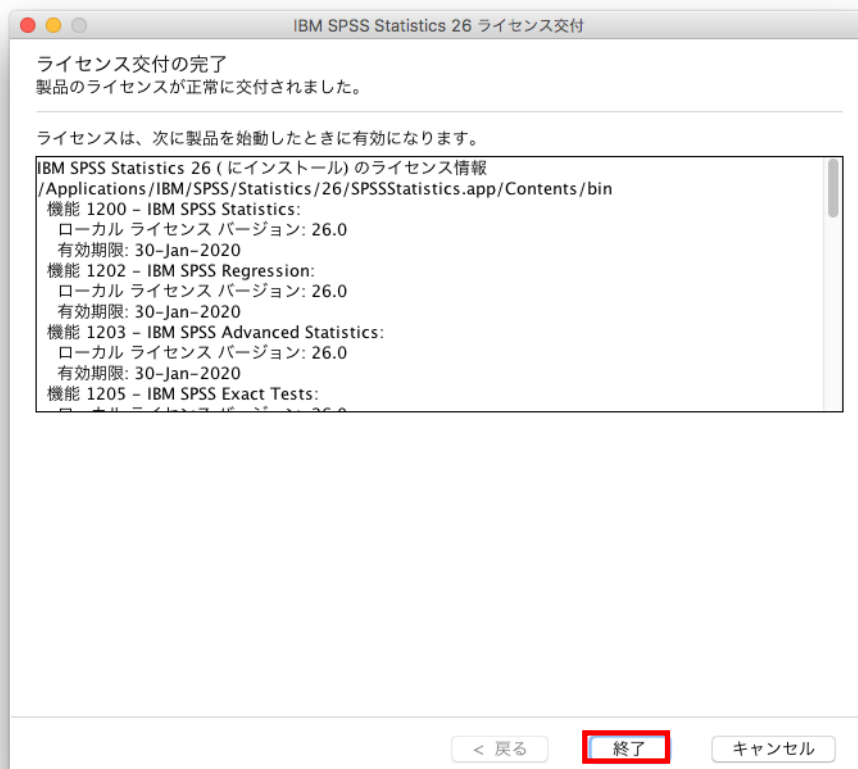 IBM SPSS Statistics 26 ライセンス交付
ライセンス交付の完了
製品のライセンスが正常に交付されました。
ライセンスは、次に製品を始動したときに有効になります。
IBM SPSS Statistics 26 ( にインストール) のライセンス情報
/Applications/IBM/SPSS/Statistics/26/SPSSStatistics.app/Contents/bin
機能 1200 – IBM SPSS Statistics:
ローカル ライセンス バージョン: 26.0
有効期限: 30-Jan-2020
機能 1202 – IBM SPSS Regression:
ローカル ライセンス バージョン: 26.0
有効期限: 30-Jan-2020
機能 1203 – IBM SPSS Advanced Statistics:
ローカル ライセンス バージョン: 26.0
有効期限: 30-Jan-2020
機能 1205 – IBM SPSS Exact Tests:
< 戻る
終了
キャンセル